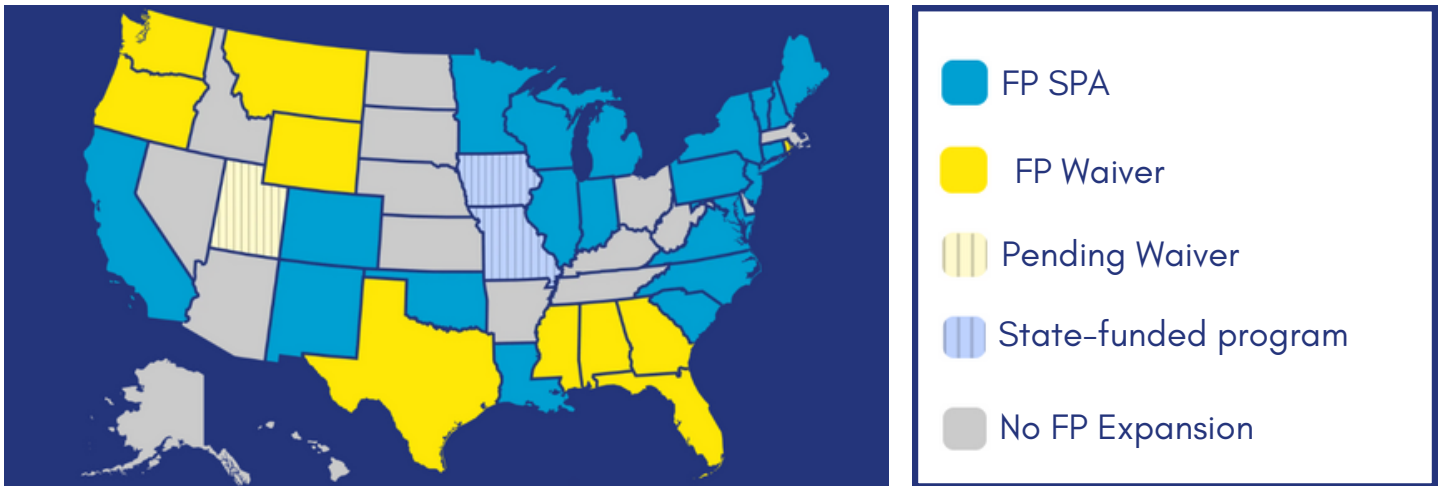 FP SPA
FP Waiver
Pending Waiver
State-funded program
No FP Expansion